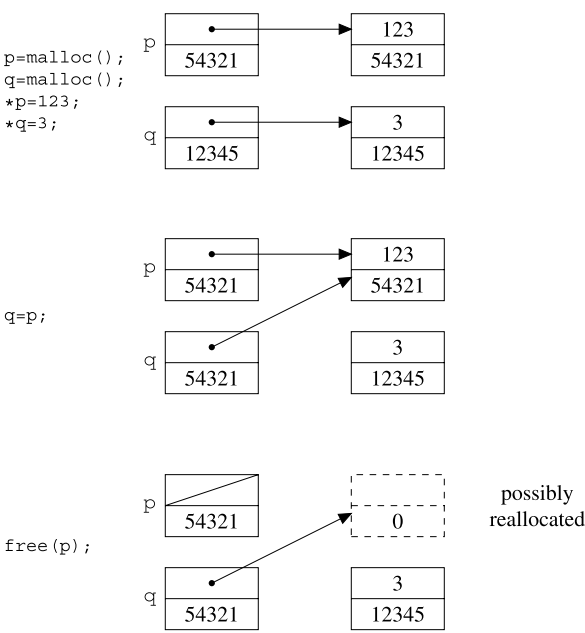 p=malloc();
q=malloc();
*p=123;
*q=3;
p
54321
123
54321
q
12345
3
12345
q=p;
p
54321
123
54321
q
54321
3
12345
free(p);
p
54321
0
possibly
reallocated
q
54321
3
12345